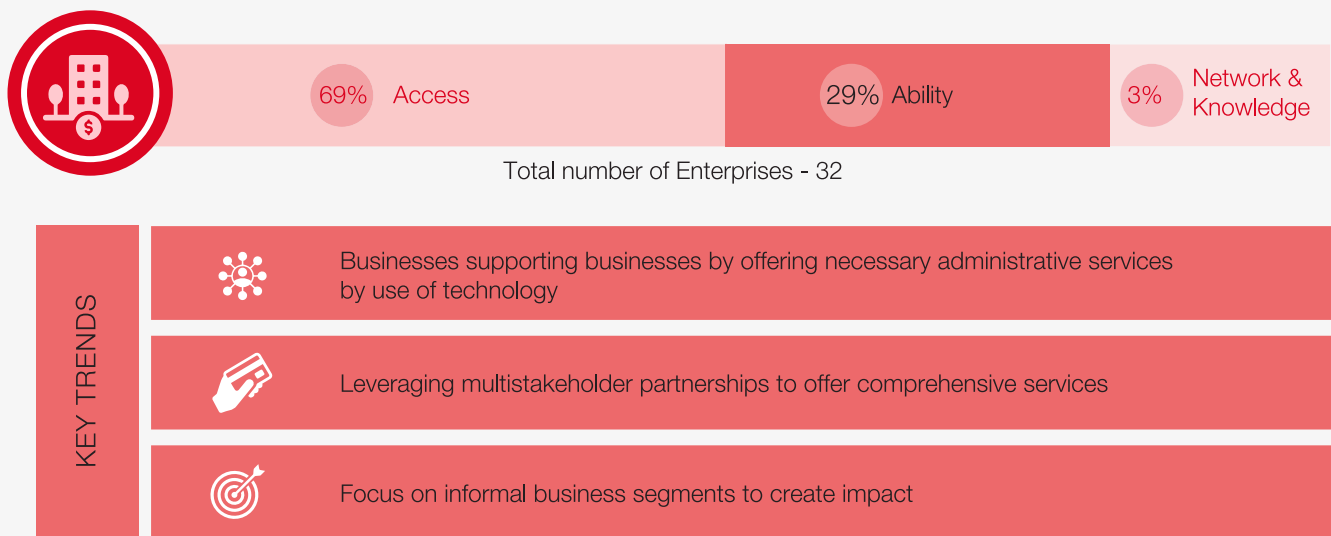 69% Access
29% Ability
3% Network &
Knowledge
Total number of Enterprises - 32
KEY TRENDS
Businesses supporting businesses by offering necessary administrative services
by use of technology
Leveraging multistakeholder partnerships to offer comprehensive services
Focus on informal business segments to create impact
$